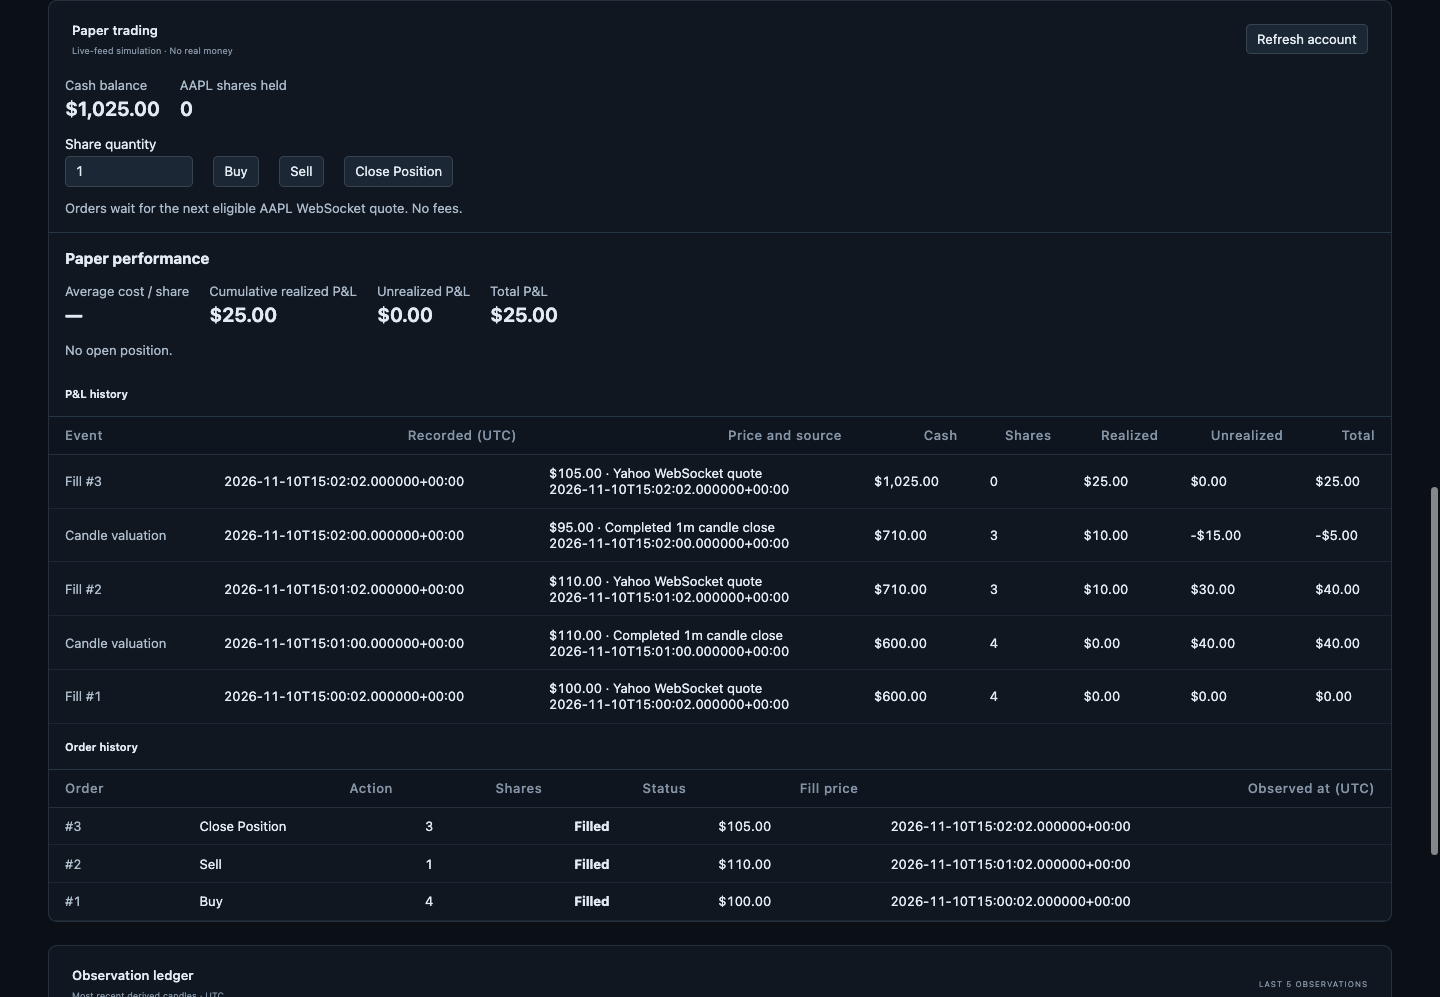 Paper trading
Live-feed simulation · No real money
Refresh account
Cash balance AAPL shares held
$1,025.00 0
Share quantity
1 Buy Sell Close Position
Orders wait for the next eligible AAPL WebSocket quote. No fees.
Paper performance
Average cost / share Cumulative realized P&L Unrealized P&L Total P&L
— $25.00 $0.00 $25.00
No open position.
P&L history
Event Recorded (UTC) Price and source Cash Shares Realized Unrealized Total
Fill #3 2026-11-10T15:02:02.000000+00:00 $105.00 · Yahoo WebSocket quote $1,025.00 0 $25.00 $0.00 $25.00
2026-11-10T15:02:02.000000+00:00
Candle valuation 2026-11-10T15:02:00.000000+00:00 $95.00 · Completed 1m candle close $710.00 3 $10.00 -$15.00 -$5.00
2026-11-10T15:02:00.000000+00:00
Fill #2 2026-11-10T15:01:02.000000+00:00 $110.00 · Yahoo WebSocket quote $710.00 3 $10.00 $30.00 $40.00
2026-11-10T15:01:02.000000+00:00
Candle valuation 2026-11-10T15:01:00.000000+00:00 $110.00 · Completed 1m candle close $600.00 4 $0.00 $40.00 $40.00
2026-11-10T15:01:00.000000+00:00
Fill #1 2026-11-10T15:00:02.000000+00:00 $100.00 · Yahoo WebSocket quote $600.00 4 $0.00 $0.00 $0.00
2026-11-10T15:00:02.000000+00:00
Order history
Order Action Shares Status Fill price Observed at (UTC)
#3 Close Position 3 Filled $105.00 2026-11-10T15:02:02.000000+00:00
#2 Sell 1 Filled $110.00 2026-11-10T15:01:02.000000+00:00
#1 Buy 4 Filled $100.00 2026-11-10T15:00:02.000000+00:00
Observation ledger
LAST 5 OBSERVATIONS
Most recent derived candles · UTC